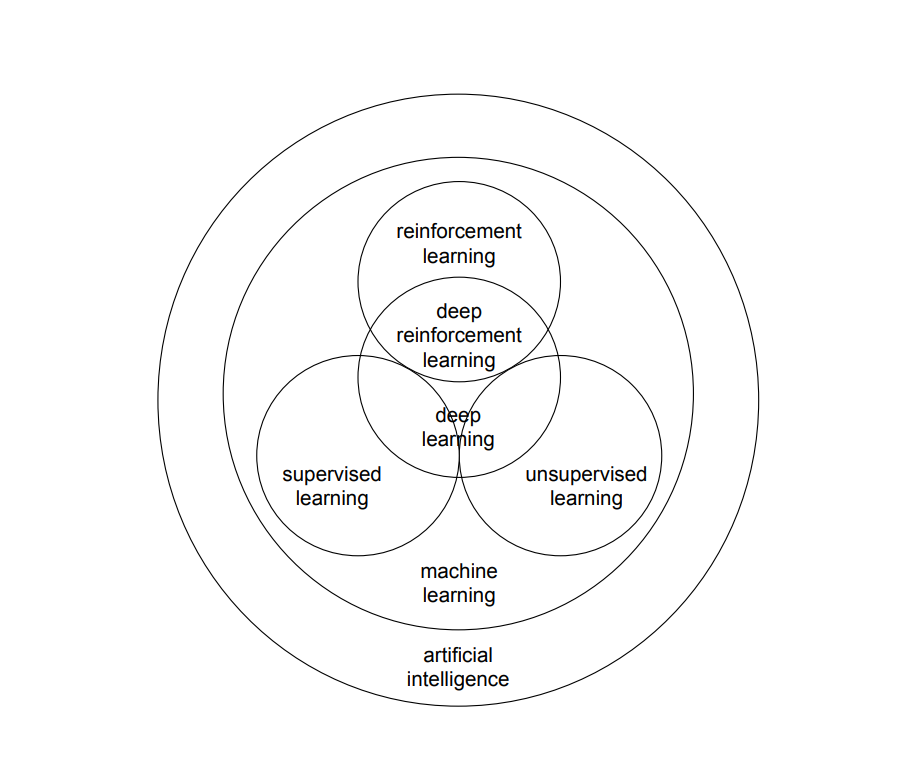 reinforcement
learning
deep
reinforcement
learning
deep
learning
supervised
learning
unsupervised
learning
machine
learning
artificial
intelligence